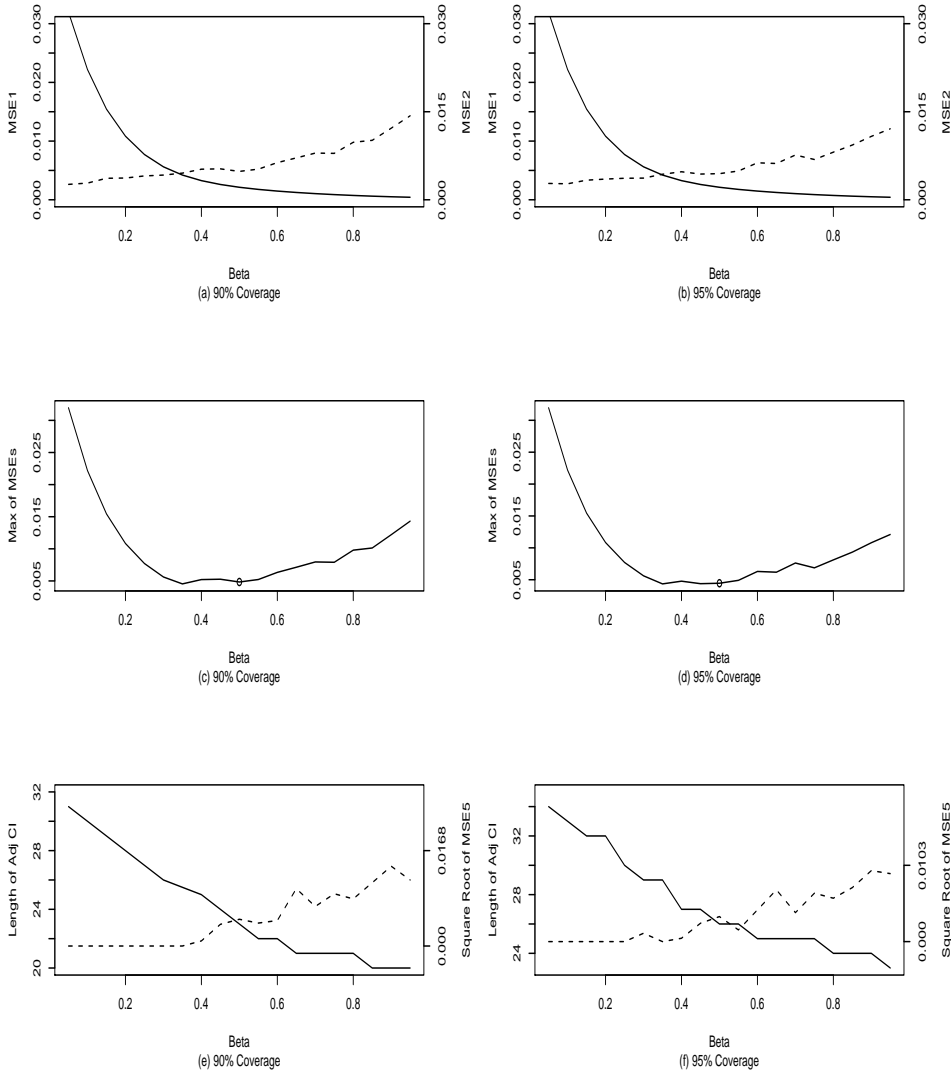 MSE1
0.000 0.010 0.020 0.030
MSE2
0.000 0.015 0.030
0.2 0.4 0.6 0.8
Beta
(a) 90% Coverage
MSE1
0.000 0.010 0.020 0.030
MSE2
0.000 0.015 0.030
0.2 0.4 0.6 0.8
Beta
(b) 95% Coverage
Max of MSEs
0.005 0.015 0.025
0.2 0.4 0.6 0.8
Beta
(c) 90% Coverage
Max of MSEs
0.005 0.015 0.025
0.2 0.4 0.6 0.8
Beta
(d) 95% Coverage
Length of Adj CI
20 24 28 32
Square Root of MSE5
0.000 0.0168
0.2 0.4 0.6 0.8
Beta
(e) 90% Coverage
Length of Adj CI
24 28 32
Square Root of MSE5
0.000 0.0103
0.2 0.4 0.6 0.8
Beta
(f) 95% Coverage